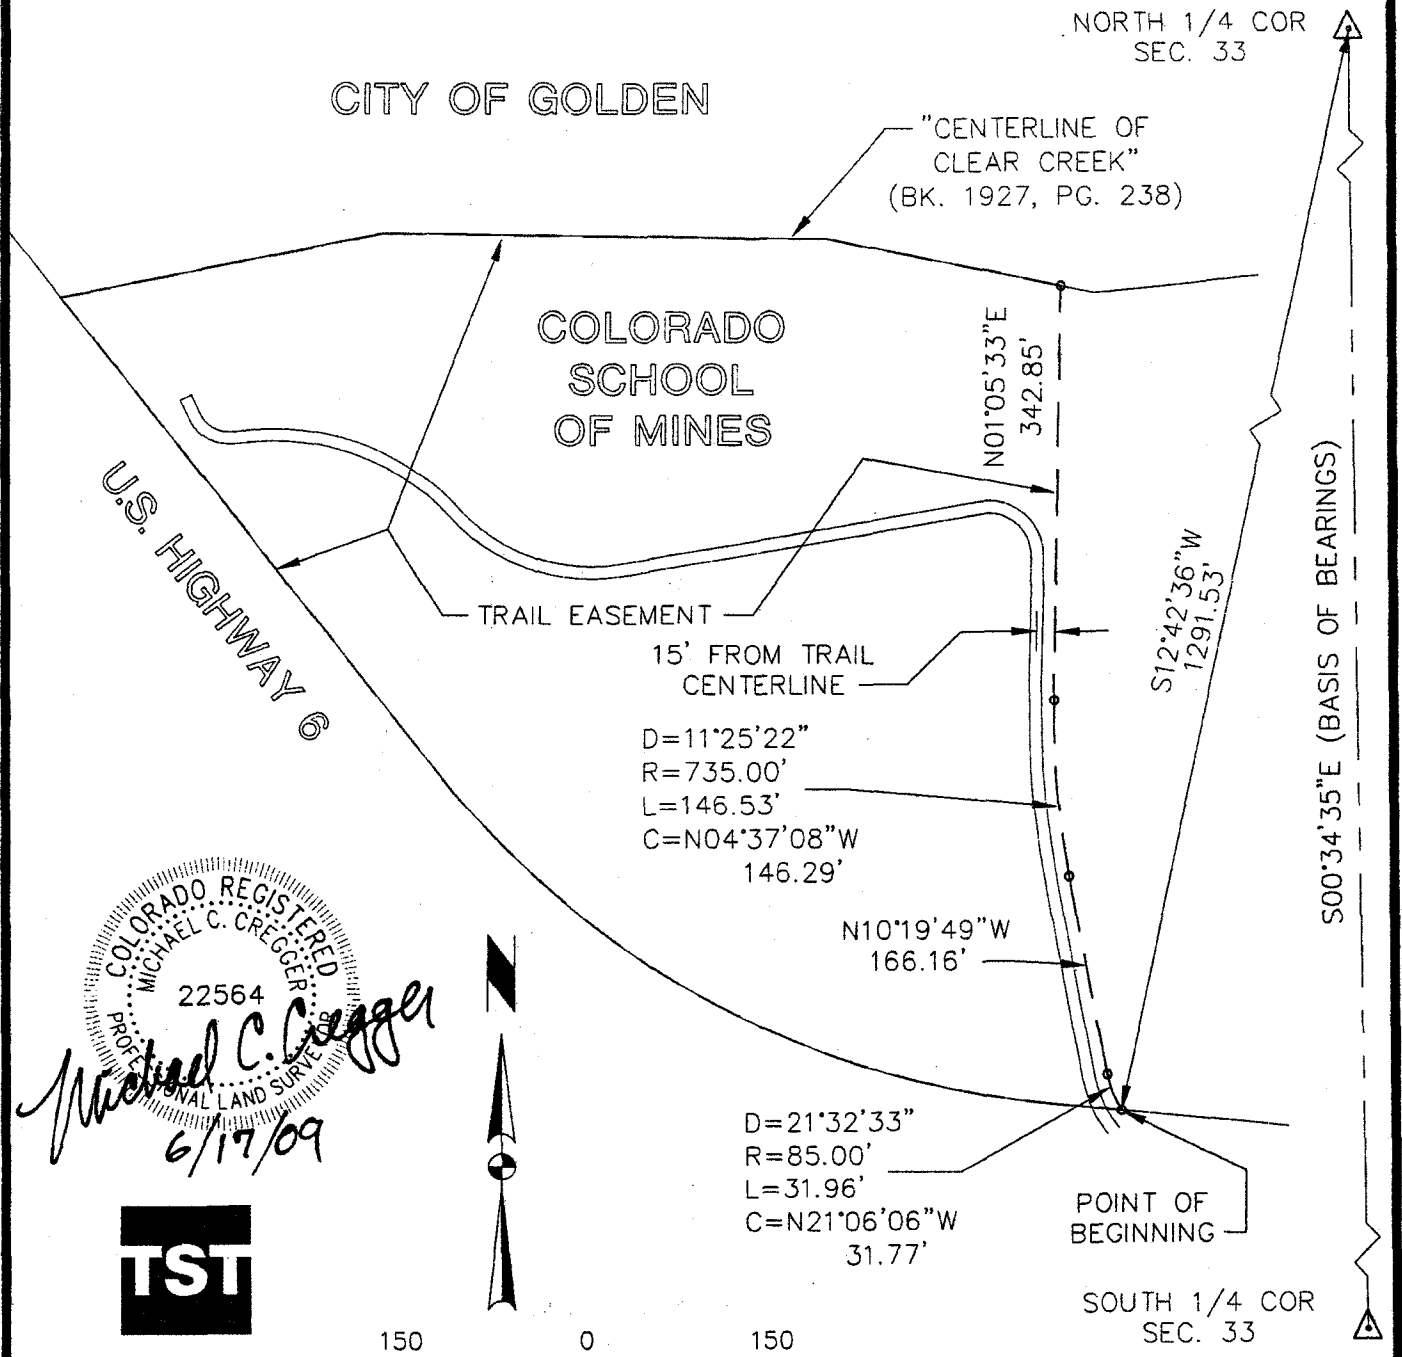 NORTH 1/4 COR
SEC. 33
CITY OF GOLDEN
"CENTERLINE OF
CLEAR CREEK"
(BK. 1927, PG. 238)
COLORADO
SCHOOL
OF MINES
N01°05'33"E
342.85'
U.S. HIGHWAY 6
TRAIL EASEMENT
15' FROM TRAIL
CENTERLINE
S12°42'36"W
1291.53'
S00°34'35"E (BASIS OF BEARINGS)
D=11°25'22"
R=735.00'
L=146.53'
C=N04°37'08"W
146.29'
N10°19'49"W
166.16'
COLORADO REGISTERED
MICHAEL C. CREGGER
22564
PROFESSIONAL LAND SURVEYOR
Michael C. Cregger
6/17/09
N
D=21°32'33"
R=85.00'
L=31.96'
C=N21°06'06"W
31.77'
POINT OF
BEGINNING
TST
SOUTH 1/4 COR
SEC. 33
150 0 150